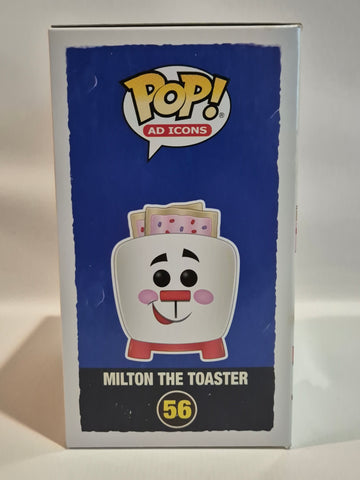 POP!
AD ICONS
MILTON THE TOASTER
56